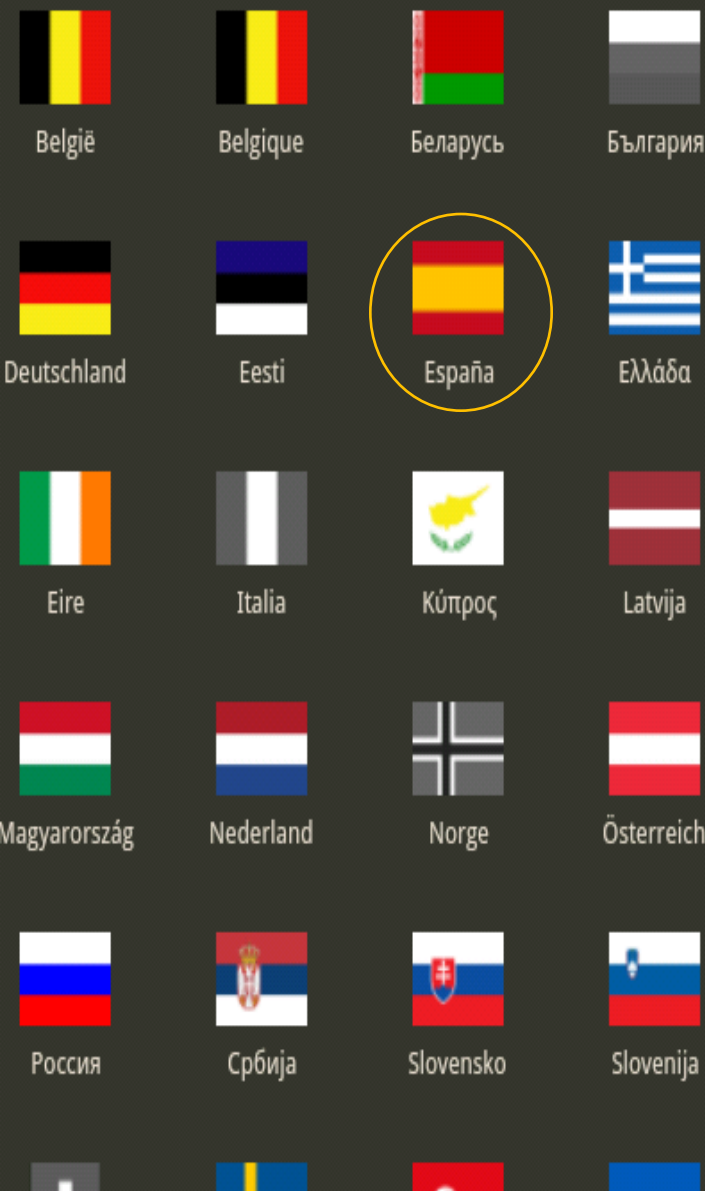 België
Belgique
Беларусь
България
Deutschland
Eesti
España
Ελλάδα
Eire
Italia
Κύπρος
Latvija
Magyarország
Nederland
Norge
Österreich
Россия
Србија
Slovensko
Slovenija